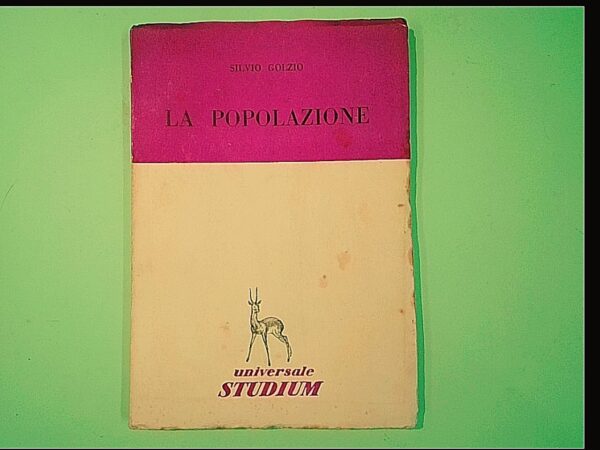 SILVIO GOLZIO
LA POPOLAZIONE
universale
STUDIUM